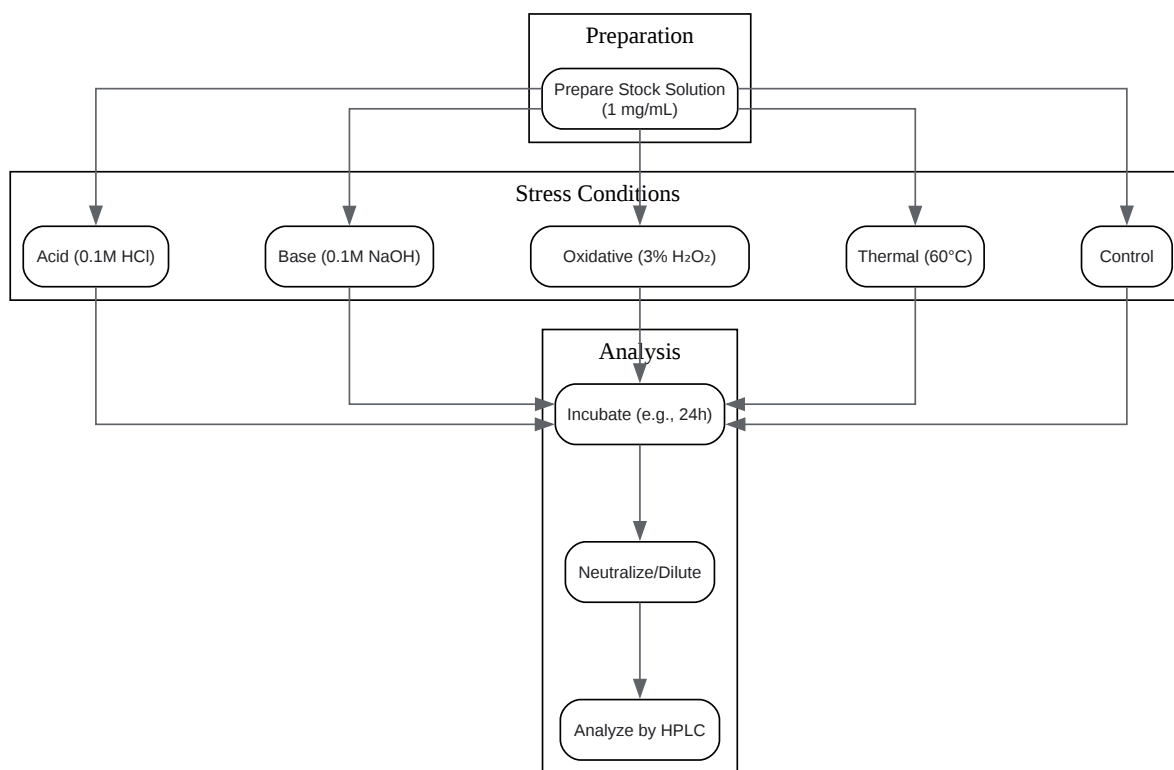 Preparation
Prepare Stock Solution
(1 mg/mL)
Stress Conditions
Acid (0.1M HCl)
Base (0.1M NaOH)
Oxidative (3% H₂O₂)
Thermal (60°C)
Control
Analysis
Incubate (e.g., 24h)
Neutralize/Dilute
Analyze by HPLC